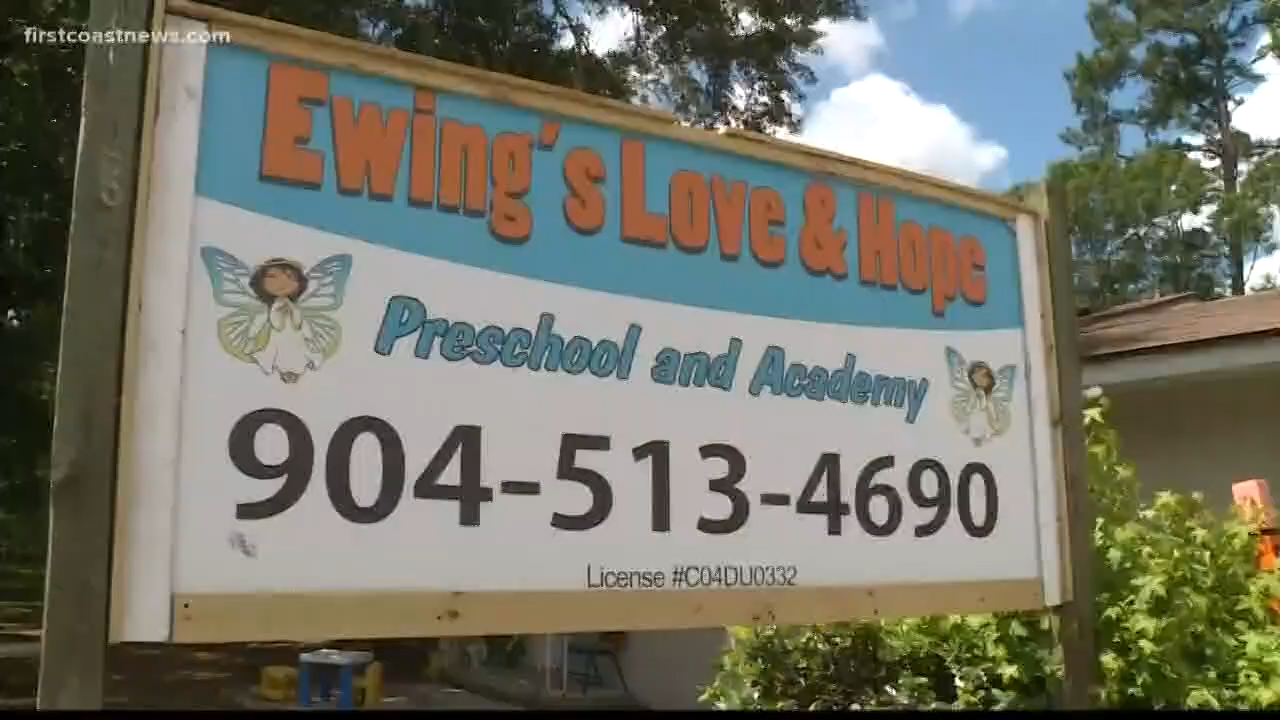 firstcoastnews.com
Ewing's Love & Hope
Preschool and Academy
904-513-4690
License #C04DU0332